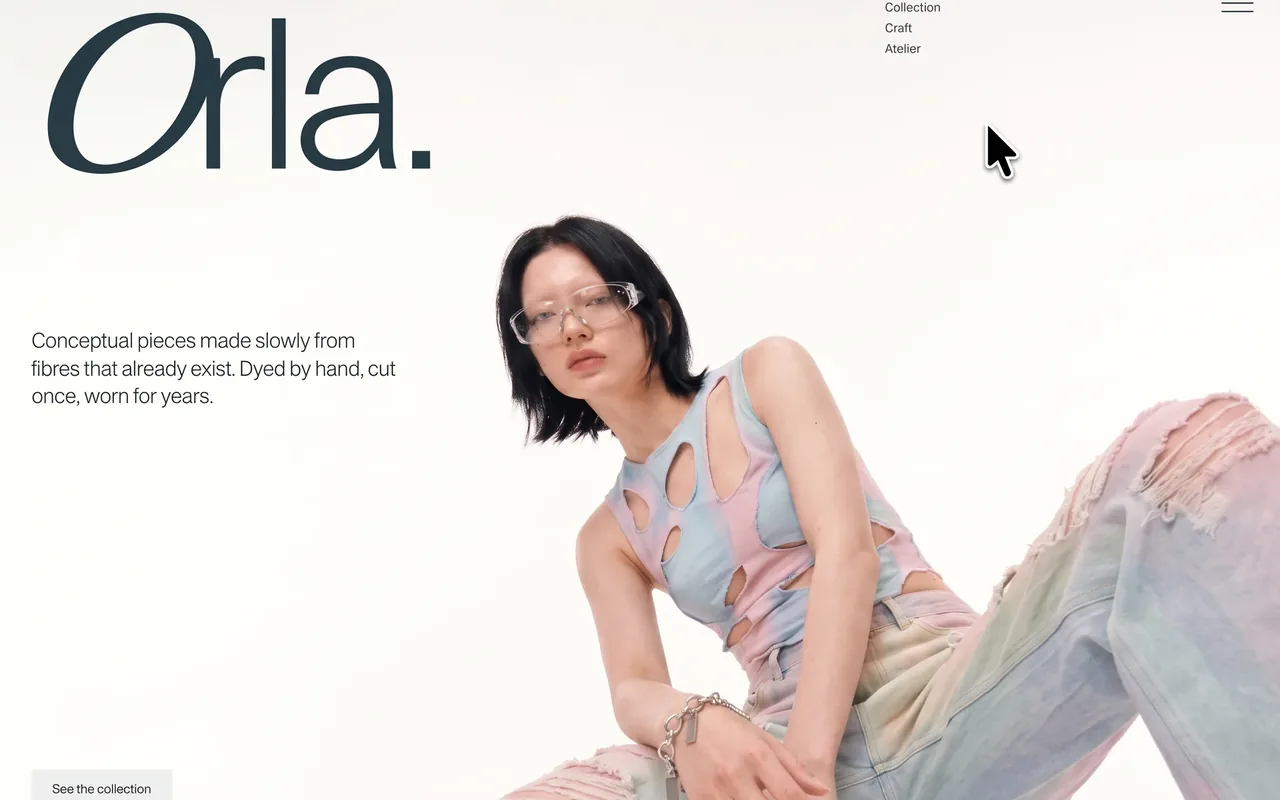 Orla.
Collection
Craft
Atelier
Conceptual pieces made slowly from
fibres that already exist. Dyed by hand, cut
once, worn for years.
See the collection